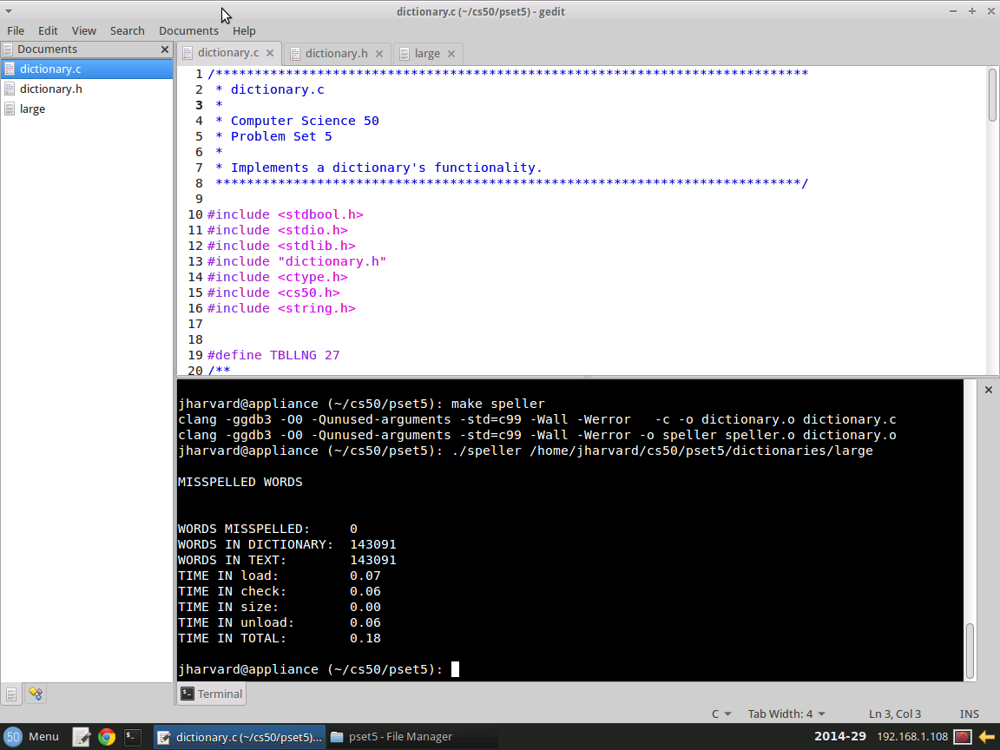 dictionary.c (~/cs50/pset5) - gedit
File Edit View Search Documents Help
Documents
dictionary.c
dictionary.h
large
dictionary.c dictionary.h large
1 /****************************************************************************
2 * dictionary.c
3 *
4 * Computer Science 50
5 * Problem Set 5
6 *
7 * Implements a dictionary's functionality.
8 ***************************************************************************/
9
10 #include <stdbool.h>
11 #include <stdio.h>
12 #include <stdlib.h>
13 #include "dictionary.h"
14 #include <ctype.h>
15 #include <cs50.h>
16 #include <string.h>
17
18
19 #define TBLLNG 27
20 /**
jharvard@appliance (~/cs50/pset5): make speller
clang -ggdb3 -O0 -Qunused-arguments -std=c99 -Wall -Werror   -c -o dictionary.o dictionary.c
clang -ggdb3 -O0 -Qunused-arguments -std=c99 -Wall -Werror -o speller speller.o dictionary.o
jharvard@appliance (~/cs50/pset5): ./speller /home/jharvard/cs50/pset5/dictionaries/large
MISSPELLED WORDS
WORDS MISSPELLED:     0
WORDS IN DICTIONARY:  143091
WORDS IN TEXT:        143091
TIME IN load:         0.07
TIME IN check:        0.06
TIME IN size:         0.00
TIME IN unload:       0.06
TIME IN TOTAL:        0.18
jharvard@appliance (~/cs50/pset5):
Terminal
C Tab Width: 4 Ln 3, Col 3 INS
50 Menu dictionary.c (~/cs50/pset5)... pset5 - File Manager 2014-29 192.168.1.108